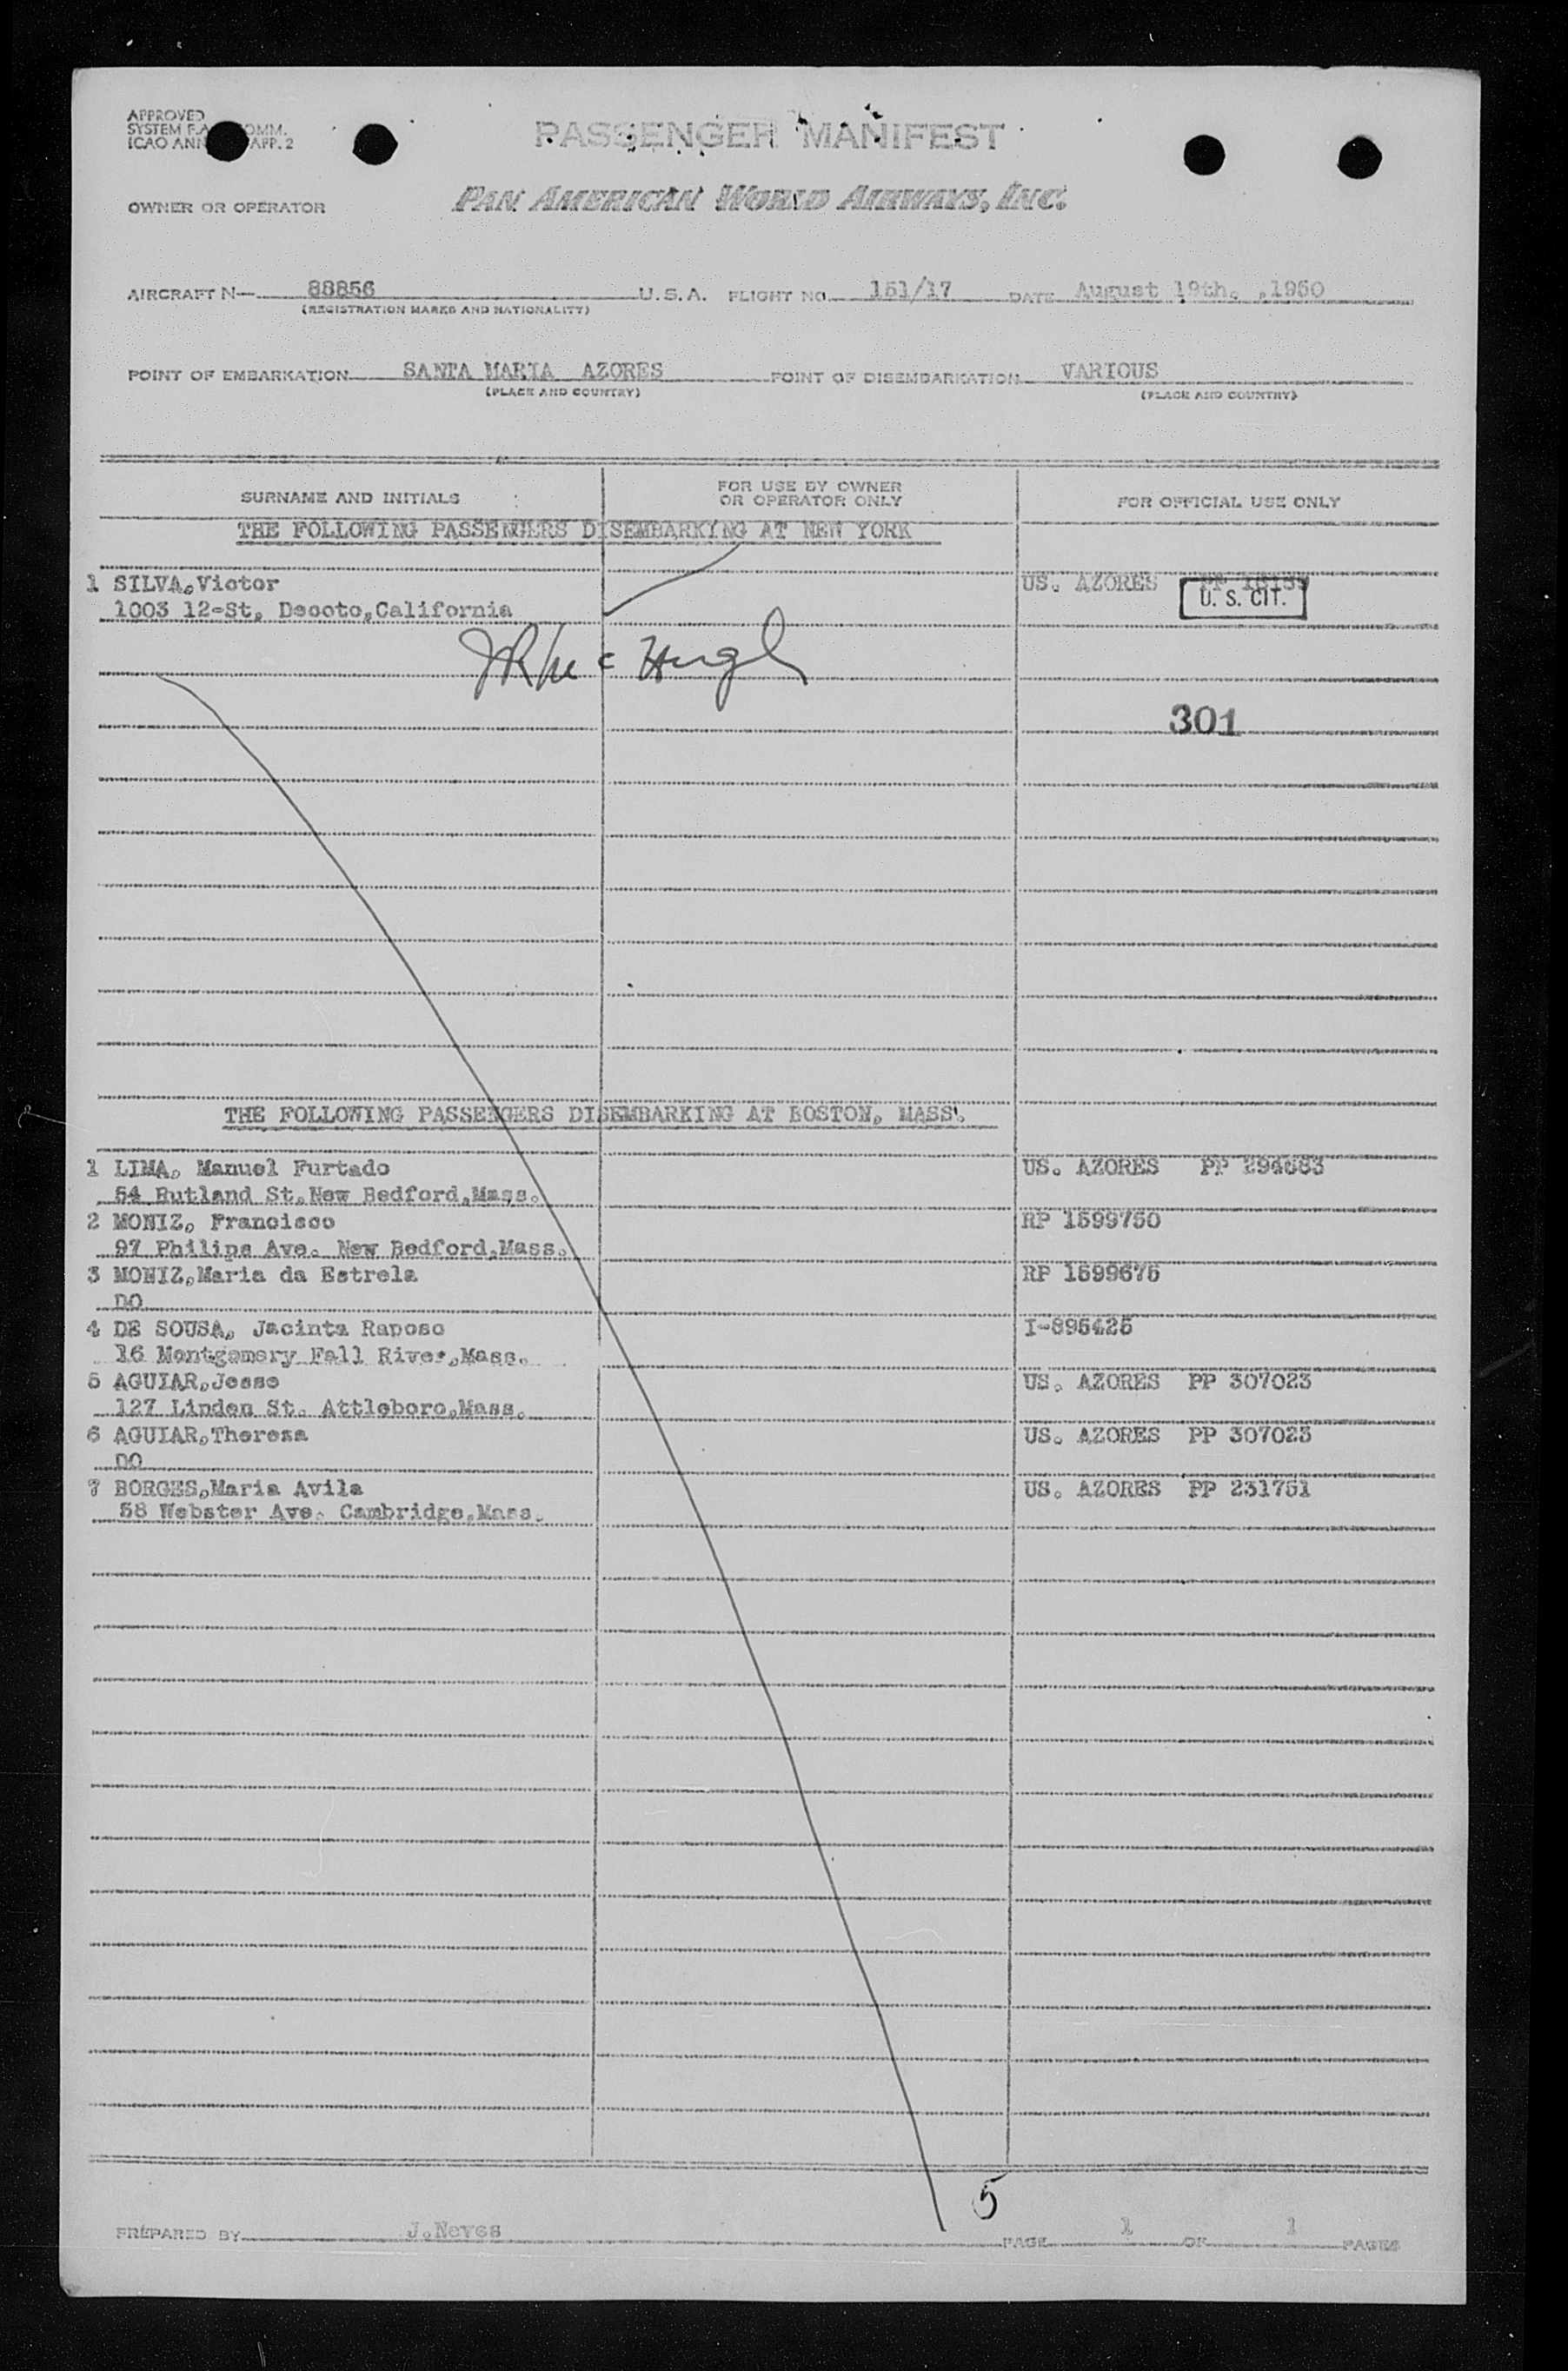 APPROVED
SYSTEM OMM.
ICAO ANN APP. 2
PASSENGER MANIFEST
OWNER OR OPERATOR PAN AMERICAN WORLD AIRWAYS, INC.
AIRCRAFT N— 88856 U.S.A. FLIGHT NO 151/17 DATE August 19th. ,1950
(REGISTRATION MARKS AND NATIONALITY)
POINT OF EMBARKATION SANTA MARIA AZORES POINT OF DISEMBARKATION VARIOUS
(PLACE AND COUNTRY) (PLACE AND COUNTRY)
SURNAME AND INITIALS FOR USE BY OWNER OR OPERATOR ONLY FOR OFFICIAL USE ONLY
THE FOLLOWING PASSENGERS DISEMBARKING AT NEW YORK
1 SILVA,Victor US. AZORES
1003 12-St, Decoto,California U. S. CIT.
JR McHugh
301
THE FOLLOWING PASSENGERS DISEMBARKING AT BOSTON, MASS.
1 LIMA, Manuel Furtado US. AZORES PP 294683
54 Rutland St.New Bedford,Mass.
2 MONIZ, Francisco RP 1599750
97 Philips Ave. New Bedford,Mass.
3 MONIZ,Maria da Estrela RP 1599675
DO
4 DE SOUSA, Jacinta Raposo I-895425
16 Montgomery Fall River,Mass.
5 AGUIAR,Jesse US. AZORES PP 307023
127 Linden St. Attleboro,Mass.
6 AGUIAR,Theresa US. AZORES PP 307023
DO
7 BORGES,Maria Avila US. AZORES PP 231751
58 Webster Ave. Cambridge,Mass.
5
PREPARED BY J.Neves PAGE 1 OF 1 PAGES